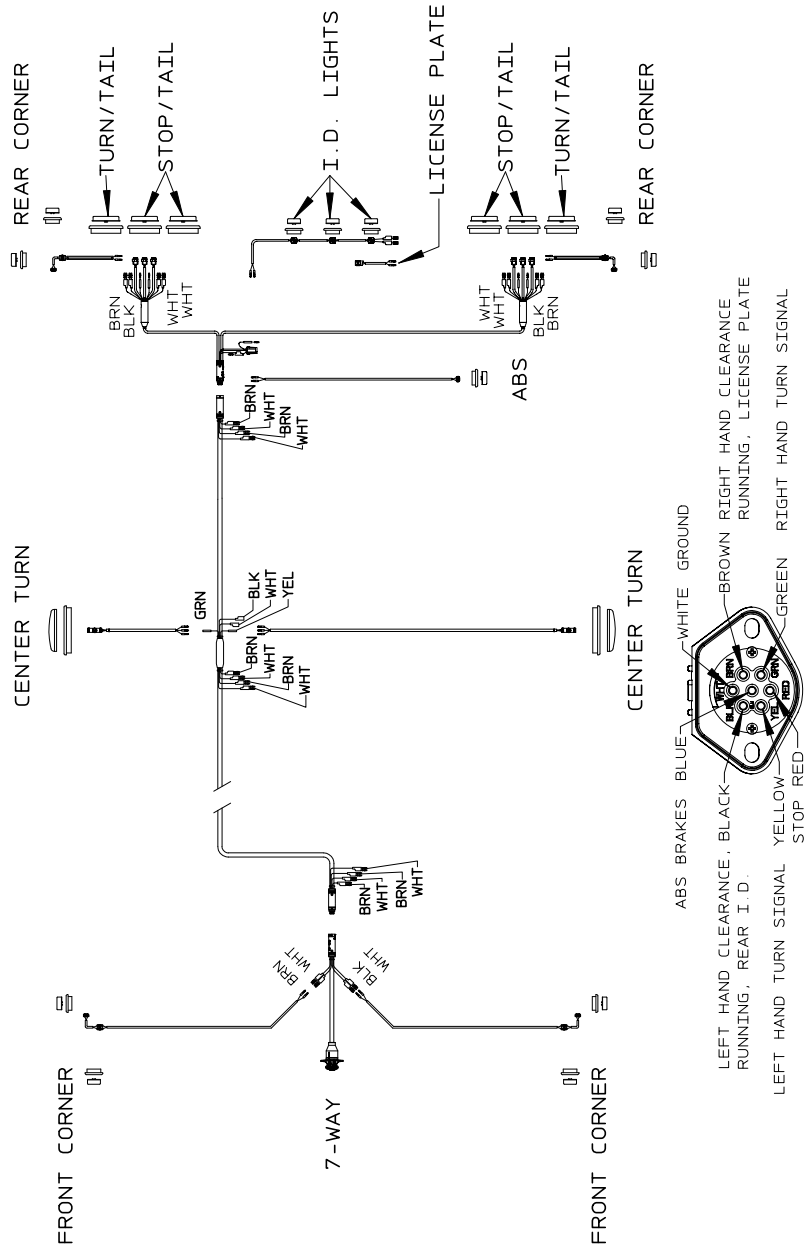 REAR CORNER
TURN/TAIL
STOP/TAIL
I.D. LIGHTS
LICENSE PLATE
STOP/TAIL
TURN/TAIL
REAR CORNER
BRN
BLK
WHT
WHT
WHT
WHT
BLK
BRN
ABS
BRN
WHT
BRN
WHT
CENTER TURN
GRN
BLK
WHT
YEL
BRN
WHT
BRN
WHT
CENTER TURN
BRN
WHT
BRN
WHT
BRN
WHT
BLK
WHT
FRONT CORNER
7-WAY
FRONT CORNER
ABS BRAKES BLUE
WHITE GROUND
LEFT HAND CLEARANCE, BLACK
RUNNING, REAR I.D.
BROWN RIGHT HAND CLEARANCE
RUNNING, LICENSE PLATE
LEFT HAND TURN SIGNAL YELLOW
STOP RED
GREEN RIGHT HAND TURN SIGNAL
WHT
BRN
GRN
RED
YEL